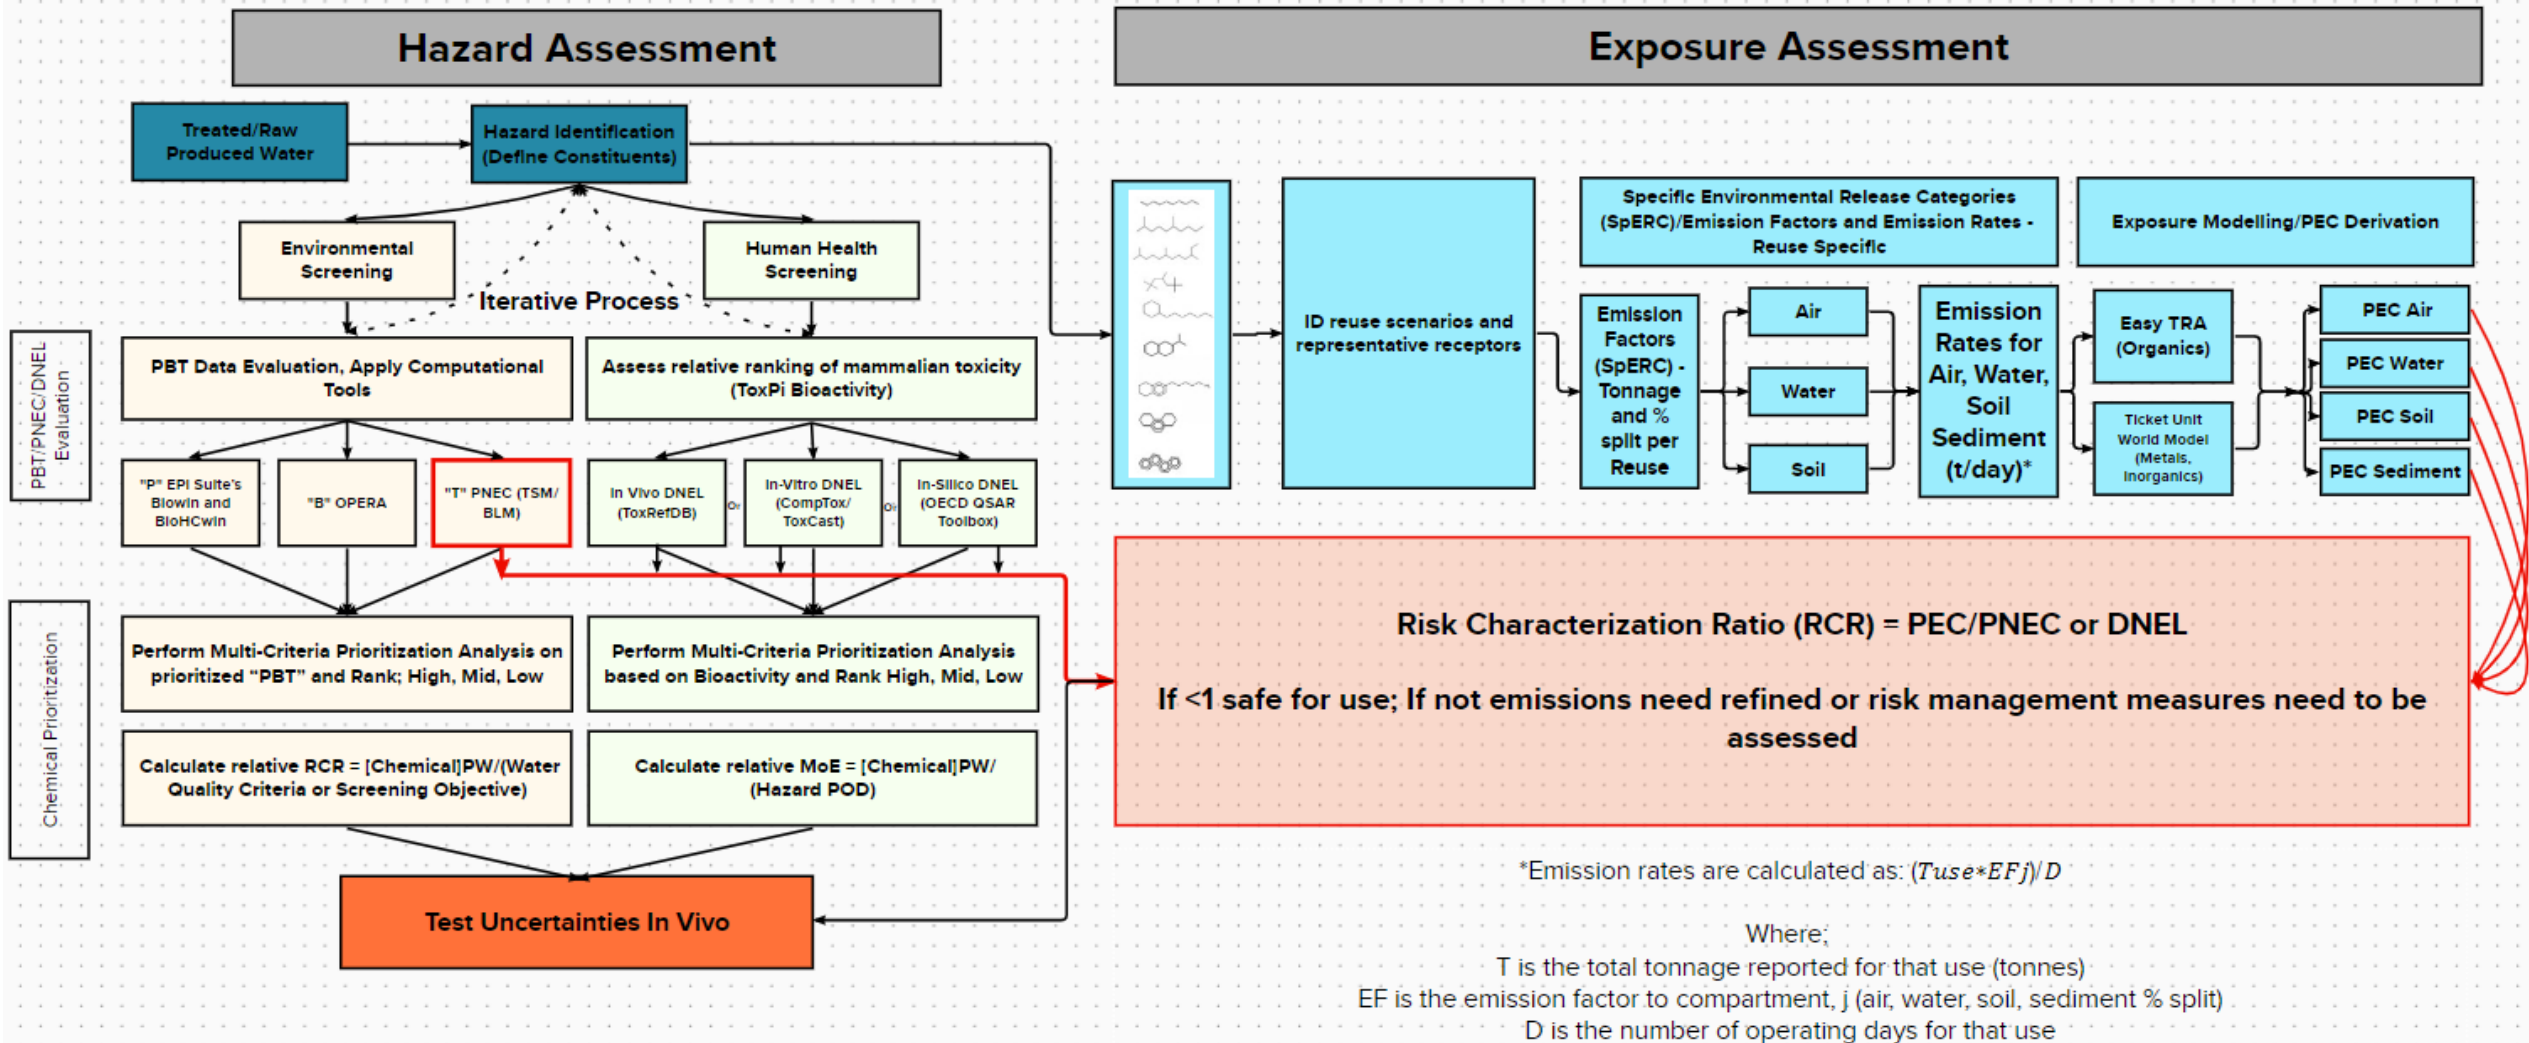 Hazard Assessment
Exposure Assessment
Treated/Raw
Produced Water
Hazard Identification
(Define Constituents)
Environmental
Screening
Human Health
Screening
Iterative Process
PBT/PNEC/DNEL
Evaluation
PBT Data Evaluation, Apply Computational
Tools
Assess relative ranking of mammalian toxicity
(ToxPi Bioactivity)
"P" EPI Suite's
Biowin and
BioHCwin
"B" OPERA
"T" PNEC (TSM/
BLM)
In Vivo DNEL
(ToxRefDB)
Or
In-Vitro DNEL
(CompTox/
ToxCast)
Or
In-Silico DNEL
(OECD QSAR
Toolbox)
Chemical Prioritization
Perform Multi-Criteria Prioritization Analysis on
prioritized "PBT" and Rank; High, Mid, Low
Perform Multi-Criteria Prioritization Analysis
based on Bioactivity and Rank High, Mid, Low
Calculate relative RCR = [Chemical]PW/(Water
Quality Criteria or Screening Objective)
Calculate relative MoE = [Chemical]PW/
(Hazard POD)
Test Uncertainties In Vivo
ID reuse scenarios and
representative receptors
Specific Environmental Release Categories
(SpERC)/Emission Factors and Emission Rates -
Reuse Specific
Exposure Modelling/PEC Derivation
Emission
Factors
(SpERC) -
Tonnage
and %
split per
Reuse
Air
Water
Soil
Emission
Rates for
Air, Water,
Soil
Sediment
(t/day)*
Easy TRA
(Organics)
Ticket Unit
World Model
(Metals,
Inorganics)
PEC Air
PEC Water
PEC Soil
PEC Sediment
Risk Characterization Ratio (RCR) = PEC/PNEC or DNEL
If <1 safe for use; If not emissions need refined or risk management measures need to be
assessed
*Emission rates are calculated as: (Tuse*EFj)/D
Where;
T is the total tonnage reported for that use (tonnes)
EF is the emission factor to compartment, j (air, water, soil, sediment % split)
D is the number of operating days for that use